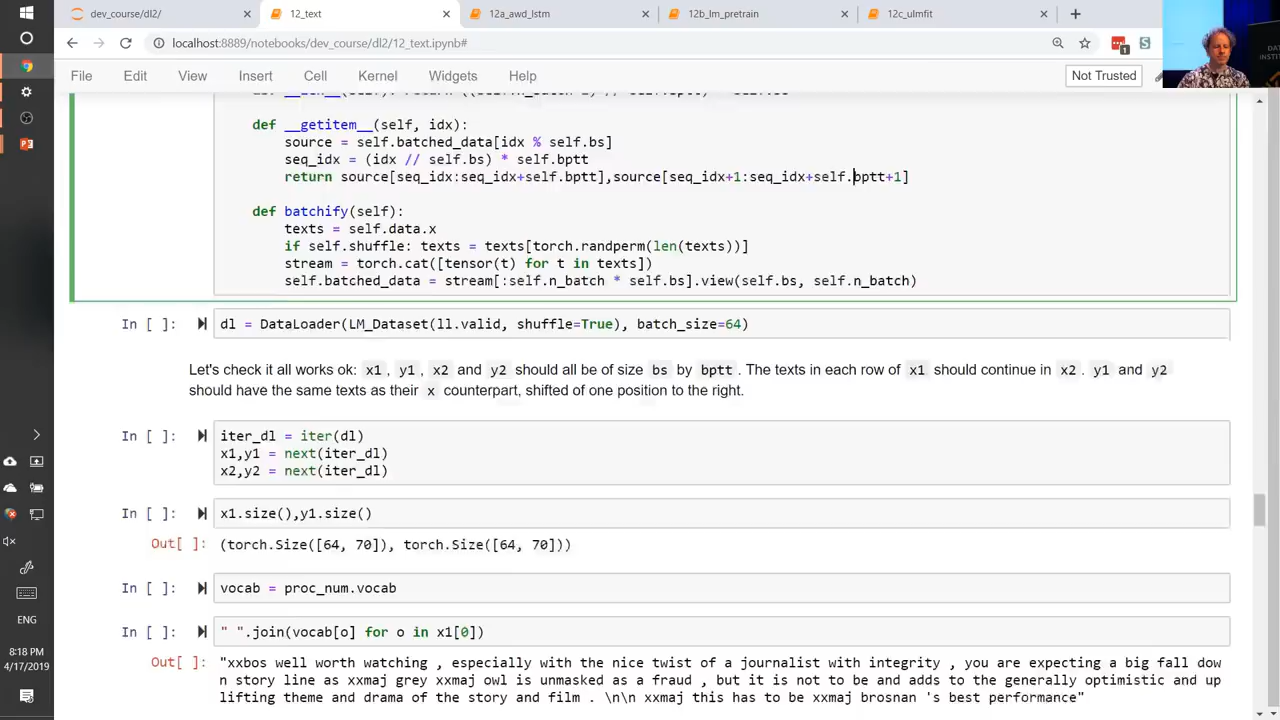 dev_course/dl2/
12_text
12a_awd_lstm
12b_lm_pretrain
12c_ulmfit
localhost:8889/notebooks/dev_course/dl2/12_text.ipynb#
1
File Edit View Insert Cell Kernel Widgets Help
Not Trusted
def __getitem__(self, idx):
source = self.batched_data[idx % self.bs]
seq_idx = (idx // self.bs) * self.bptt
return source[seq_idx:seq_idx+self.bptt],source[seq_idx+1:seq_idx+self.bptt+1]
def batchify(self):
texts = self.data.x
if self.shuffle: texts = texts[torch.randperm(len(texts))]
stream = torch.cat([tensor(t) for t in texts])
self.batched_data = stream[:self.n_batch * self.bs].view(self.bs, self.n_batch)
In [ ]: dl = DataLoader(LM_Dataset(ll.valid, shuffle=True), batch_size=64)
Let's check it all works ok: x1, y1, x2 and y2 should all be of size bs by bptt. The texts in each row of x1 should continue in x2. y1 and y2
should have the same texts as their x counterpart, shifted of one position to the right.
In [ ]: iter_dl = iter(dl)
x1,y1 = next(iter_dl)
x2,y2 = next(iter_dl)
In [ ]: x1.size(),y1.size()
Out[ ]: (torch.Size([64, 70]), torch.Size([64, 70]))
In [ ]: vocab = proc_num.vocab
In [ ]: " ".join(vocab[o] for o in x1[0])
Out[ ]: "xxbos well worth watching , especially with the nice twist of a journalist with integrity , you are expecting a big fall dow
n story line as xxmaj grey xxmaj owl is unmasked as a fraud , but it is not to be and adds to the generally optimistic and up
lifting theme and drama of the story and film . \n\n xxmaj this has to be xxmaj brosnan 's best performance"
ENG
8:18 PM
4/17/2019